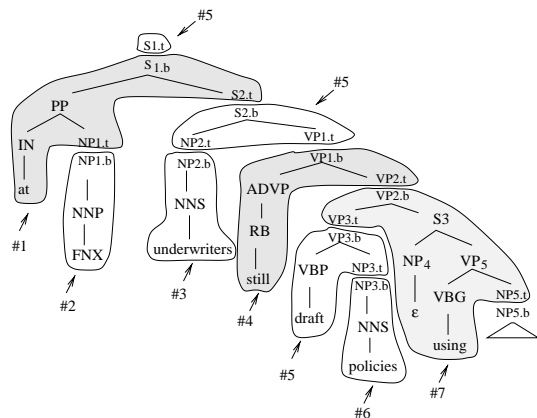 #5
S1.t
S1.b
#5
PP S2.t
S2.b
IN NP1.t NP2.t VP1.t
NP1.b NP2.b VP1.b
at ADVP VP2.t
VP2.b
NNP NNS VP3.t S3
#1 RB VP3.b
FNX underwriters VBP NP3.t NP4 VP5
#2 #3 still NP3.b VBG NP5.t
ε NP5.b
#4 draft NNS
using
#5 policies
#6 #7